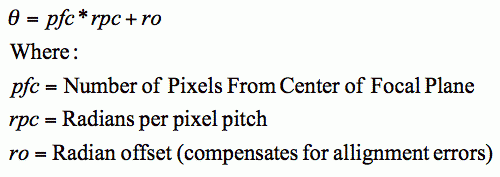 θ = pfc*rpc + ro
Where:
pfc = Number of Pixels From Center of Focal Plane
rpc = Radians per pixel pitch
ro = Radian offset (compensates for allignment errors)